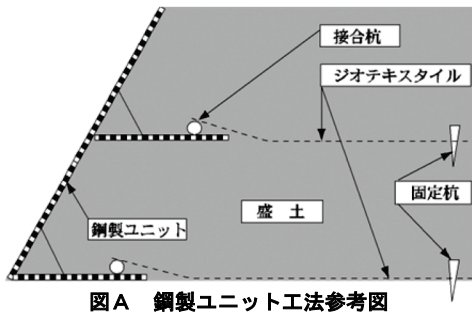 接合杭
ジオテキスタイル
固定杭
盛　土
鋼製ユニット
図A　鋼製ユニット工法参考図